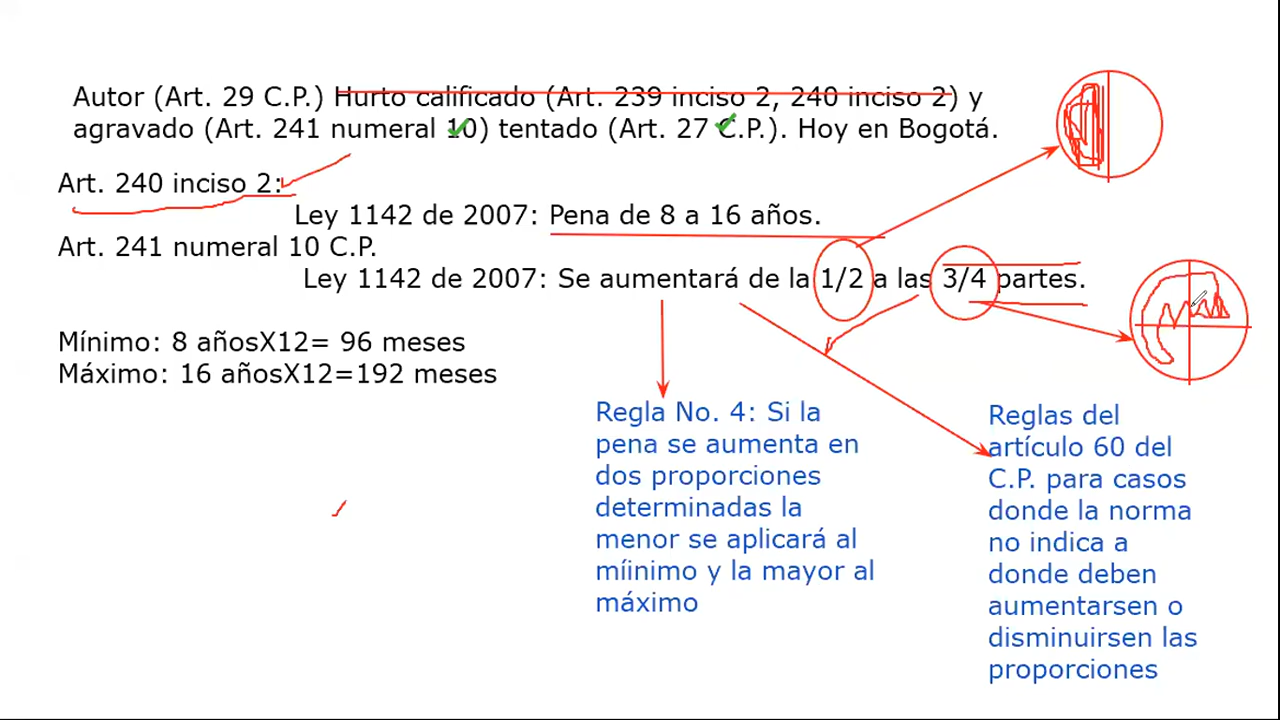 Autor (Art. 29 C.P.) Hurto calificado (Art. 239 inciso 2, 240 inciso 2) y
agravado (Art. 241 numeral 10) tentado (Art. 27 C.P.). Hoy en Bogotá.
Art. 240 inciso 2:
Ley 1142 de 2007: Pena de 8 a 16 años.
Art. 241 numeral 10 C.P.
Ley 1142 de 2007: Se aumentará de la 1/2 a las 3/4 partes.
Mínimo: 8 añosX12= 96 meses
Máximo: 16 añosX12=192 meses
Regla No. 4: Si la
pena se aumenta en
dos proporciones
determinadas la
menor se aplicará al
míinimo y la mayor al
máximo
Reglas del
artículo 60 del
C.P. para casos
donde la norma
no indica a
donde deben
aumentarsen o
disminuirsen las
proporciones